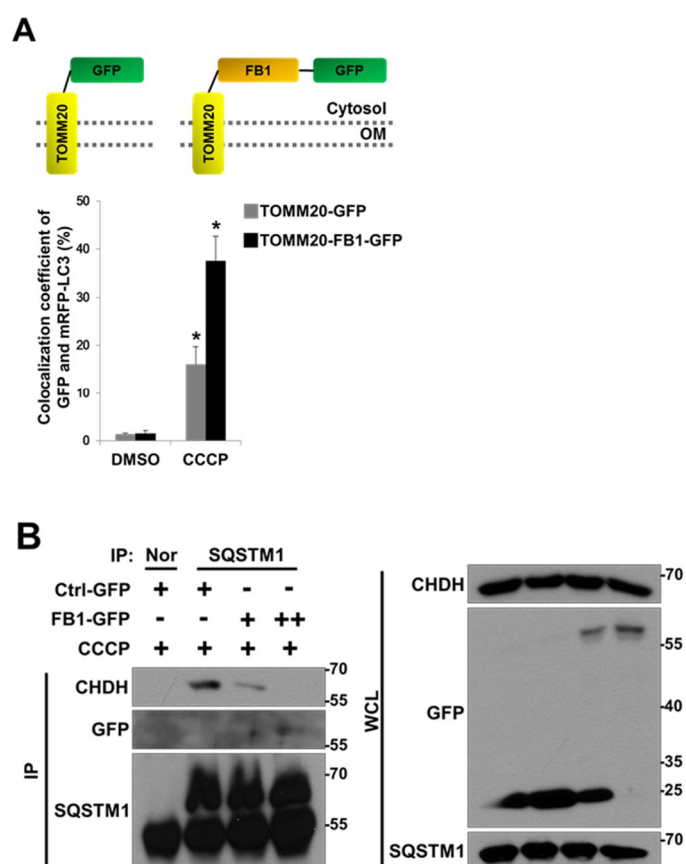 A
GFP
FB1
GFP
TOMM20
TOMM20
Cytosol
OM
Colocalization coefficient of
GFP and mRFP-LC3 (%)
50
40
30
20
10
0
*
*
TOMM20-GFP
TOMM20-FB1-GFP
DMSO
CCCP
B
IP: Nor SQSTM1
Ctrl-GFP + + - -
FB1-GFP - - + ++
CCCP + + + +
IP
CHDH
-70
-55
GFP
-55
SQSTM1
-70
-55
WCL
CHDH
-70
GFP
-55
-40
-35
-25
SQSTM1
-70